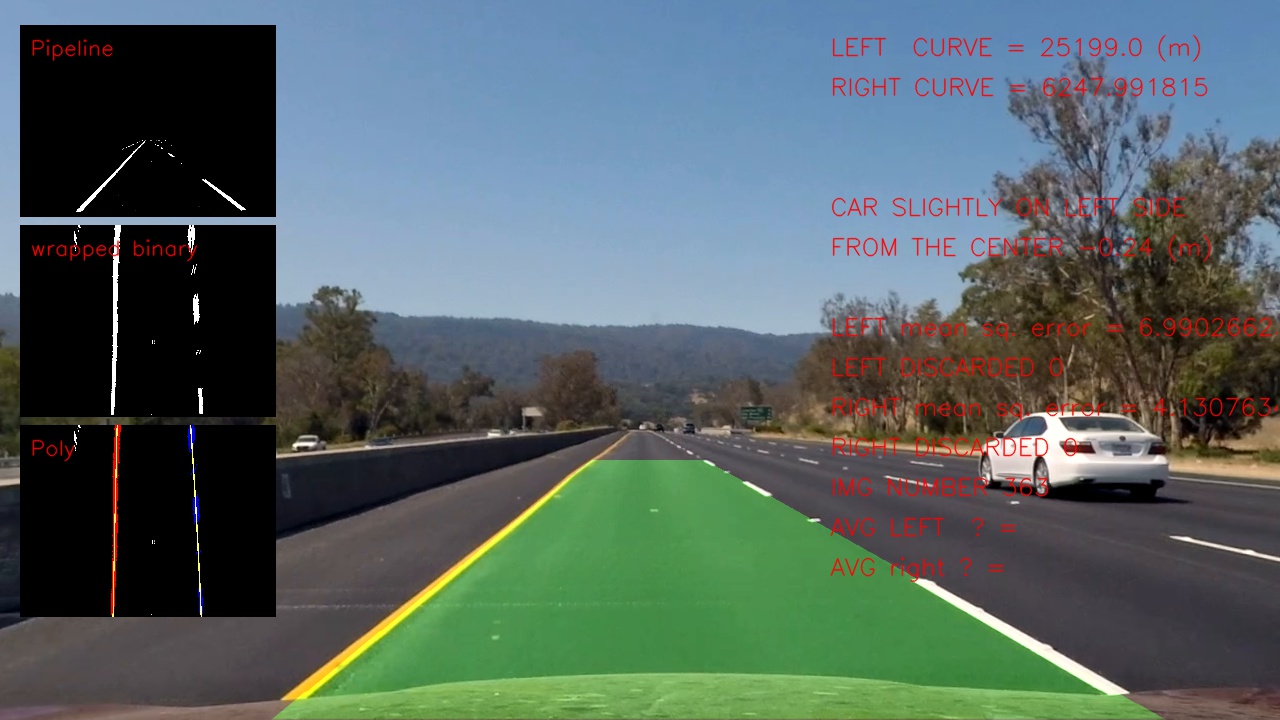 Pipeline
wrapped binary
Poly
LEFT CURVE = 25199.0 (m)
RIGHT CURVE = 6247.991815
CAR SLIGHTLY ON LEFT SIDE
FROM THE CENTER -0.24 (m)
LEFT mean sq. error = 6.9902662
LEFT DISCARDED 0
RIGHT mean sq. error = 4.130763
RIGHT DISCARDED 0
IMG NUMBER 363
AVG LEFT ? =
AVG right ? =